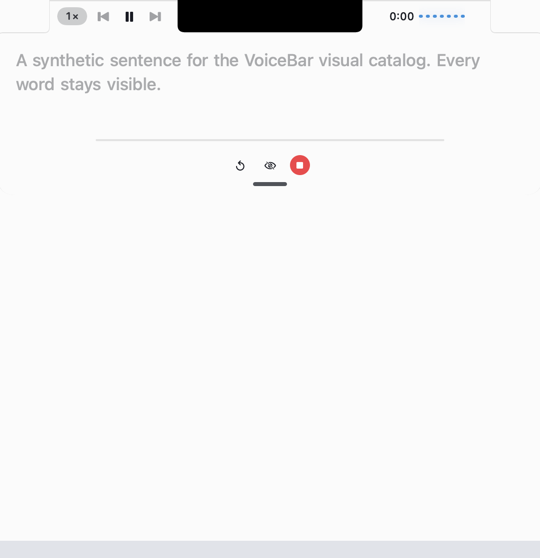 1×
0:00
A synthetic sentence for the VoiceBar visual catalog. Every
word stays visible.